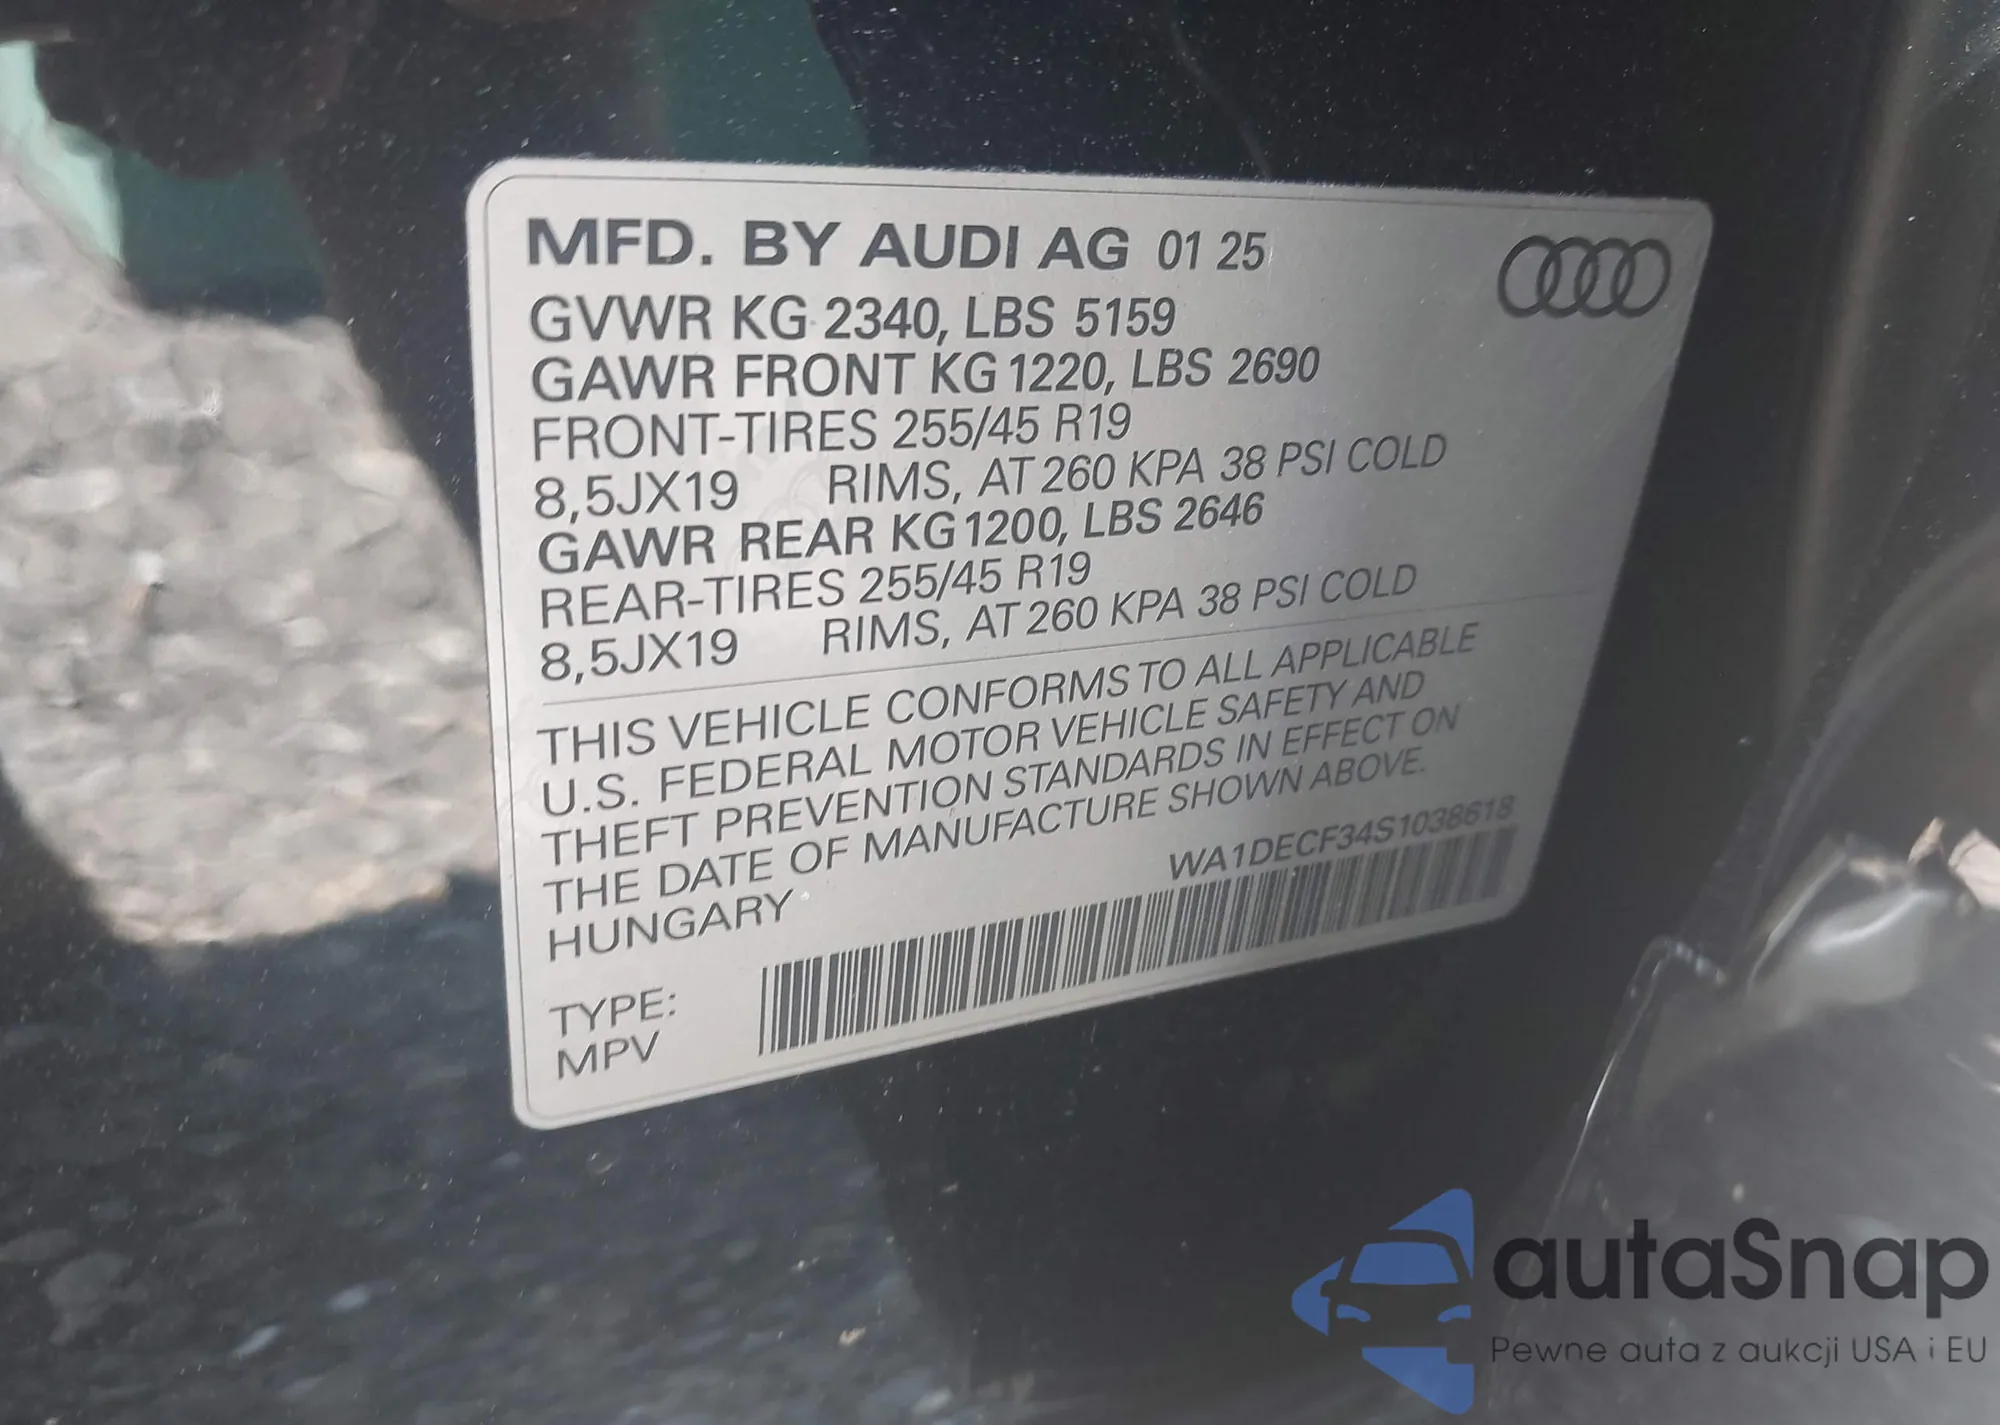 MFD. BY AUDI AG 01 25
GVWR KG 2340, LBS 5159
GAWR FRONT KG 1220, LBS 2690
FRONT-TIRES 255/45 R19
8,5JX19 RIMS, AT 260 KPA 38 PSI COLD
GAWR REAR KG 1200, LBS 2646
REAR-TIRES 255/45 R19
8,5JX19 RIMS, AT 260 KPA 38 PSI COLD
THIS VEHICLE CONFORMS TO ALL APPLICABLE
U.S. FEDERAL MOTOR VEHICLE SAFETY AND
THEFT PREVENTION STANDARDS IN EFFECT ON
THE DATE OF MANUFACTURE SHOWN ABOVE.
HUNGARY
WA1DECF34S1038618
TYPE:
MPV
autaSnap
Pewne auta z aukcji USA i EU